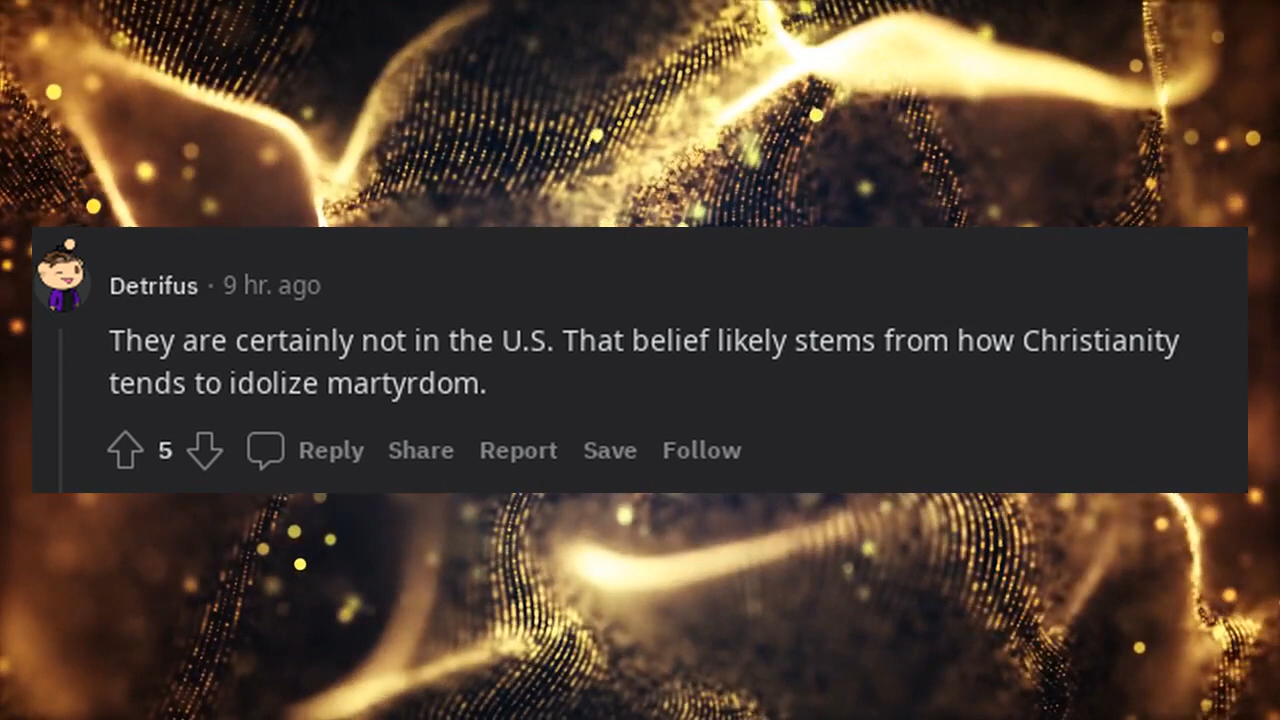 Detrifus · 9 hr. ago
They are certainly not in the U.S. That belief likely stems from how Christianity
tends to idolize martyrdom.
5 Reply Share Report Save Follow